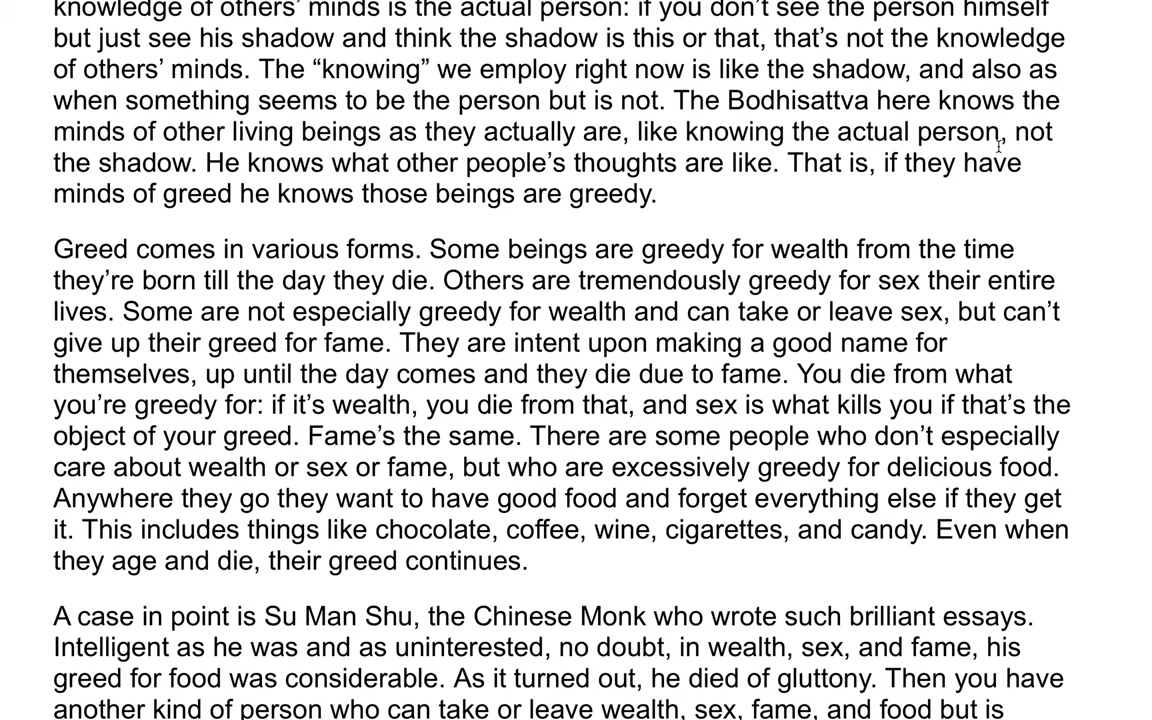 knowledge of others’ minds is the actual person: if you don’t see the person himself
but just see his shadow and think the shadow is this or that, that’s not the knowledge
of others’ minds. The “knowing” we employ right now is like the shadow, and also as
when something seems to be the person but is not. The Bodhisattva here knows the
minds of other living beings as they actually are, like knowing the actual person, not
the shadow. He knows what other people’s thoughts are like. That is, if they have
minds of greed he knows those beings are greedy.
Greed comes in various forms. Some beings are greedy for wealth from the time
they’re born till the day they die. Others are tremendously greedy for sex their entire
lives. Some are not especially greedy for wealth and can take or leave sex, but can’t
give up their greed for fame. They are intent upon making a good name for
themselves, up until the day comes and they die due to fame. You die from what
you’re greedy for: if it’s wealth, you die from that, and sex is what kills you if that’s the
object of your greed. Fame’s the same. There are some people who don’t especially
care about wealth or sex or fame, but who are excessively greedy for delicious food.
Anywhere they go they want to have good food and forget everything else if they get
it. This includes things like chocolate, coffee, wine, cigarettes, and candy. Even when
they age and die, their greed continues.
A case in point is Su Man Shu, the Chinese Monk who wrote such brilliant essays.
Intelligent as he was and as uninterested, no doubt, in wealth, sex, and fame, his
greed for food was considerable. As it turned out, he died of gluttony. Then you have
another kind of person who can take or leave wealth, sex, fame, and food but is